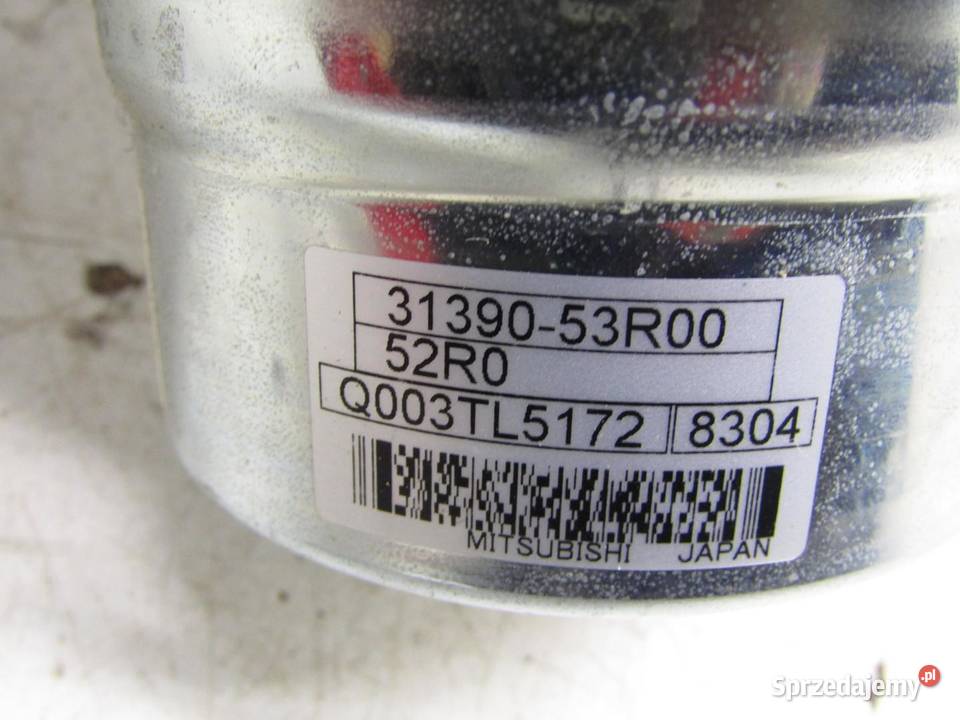 31390-53R00
52R0
Q003TL5172 8304
MITSUBISHI JAPAN
Sprzedajemy.pl